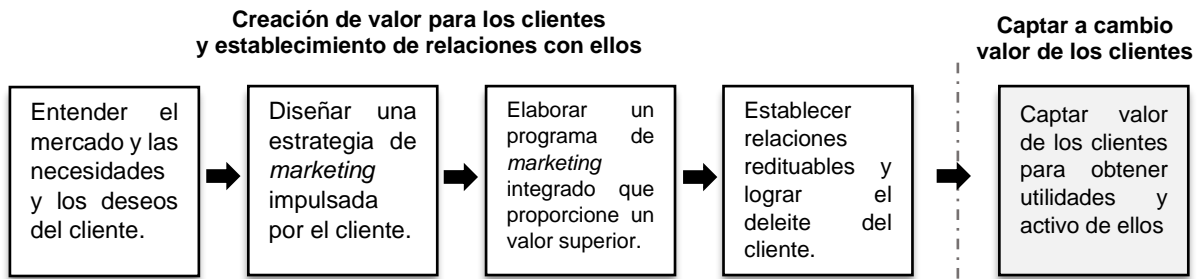 Creación de valor para los clientes
y establecimiento de relaciones con ellos
Captar a cambio
valor de los clientes
Entender el
mercado y las
necesidades
y los deseos
del cliente.
Diseñar una
estrategia de
marketing
impulsada
por el cliente.
Elaborar un
programa de
marketing
integrado que
proporcione un
valor superior.
Establecer
relaciones
redituables y
lograr el
deleite del
cliente.
Captar valor
de los clientes
para obtener
utilidades y
activo de ellos